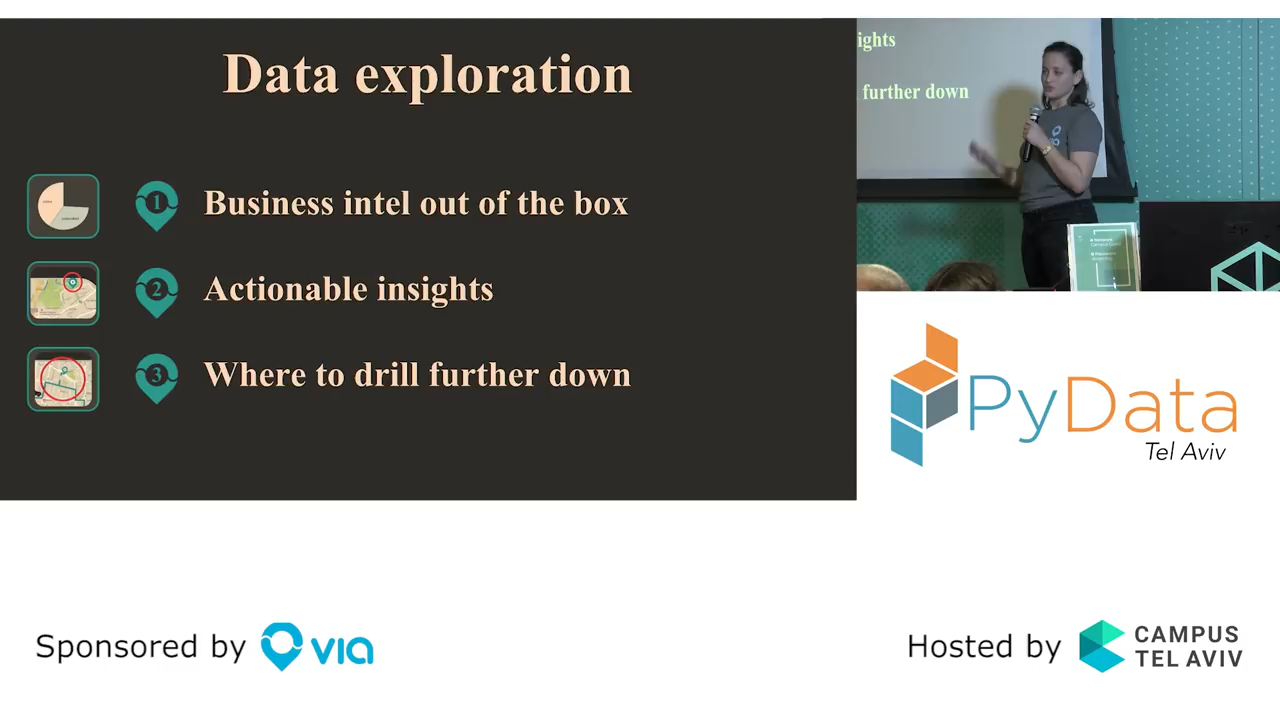 Data exploration
1 Business intel out of the box
2 Actionable insights
3 Where to drill further down
ights
further down
PyData
Tel Aviv
Sponsored by via
Hosted by CAMPUS
TEL AVIV